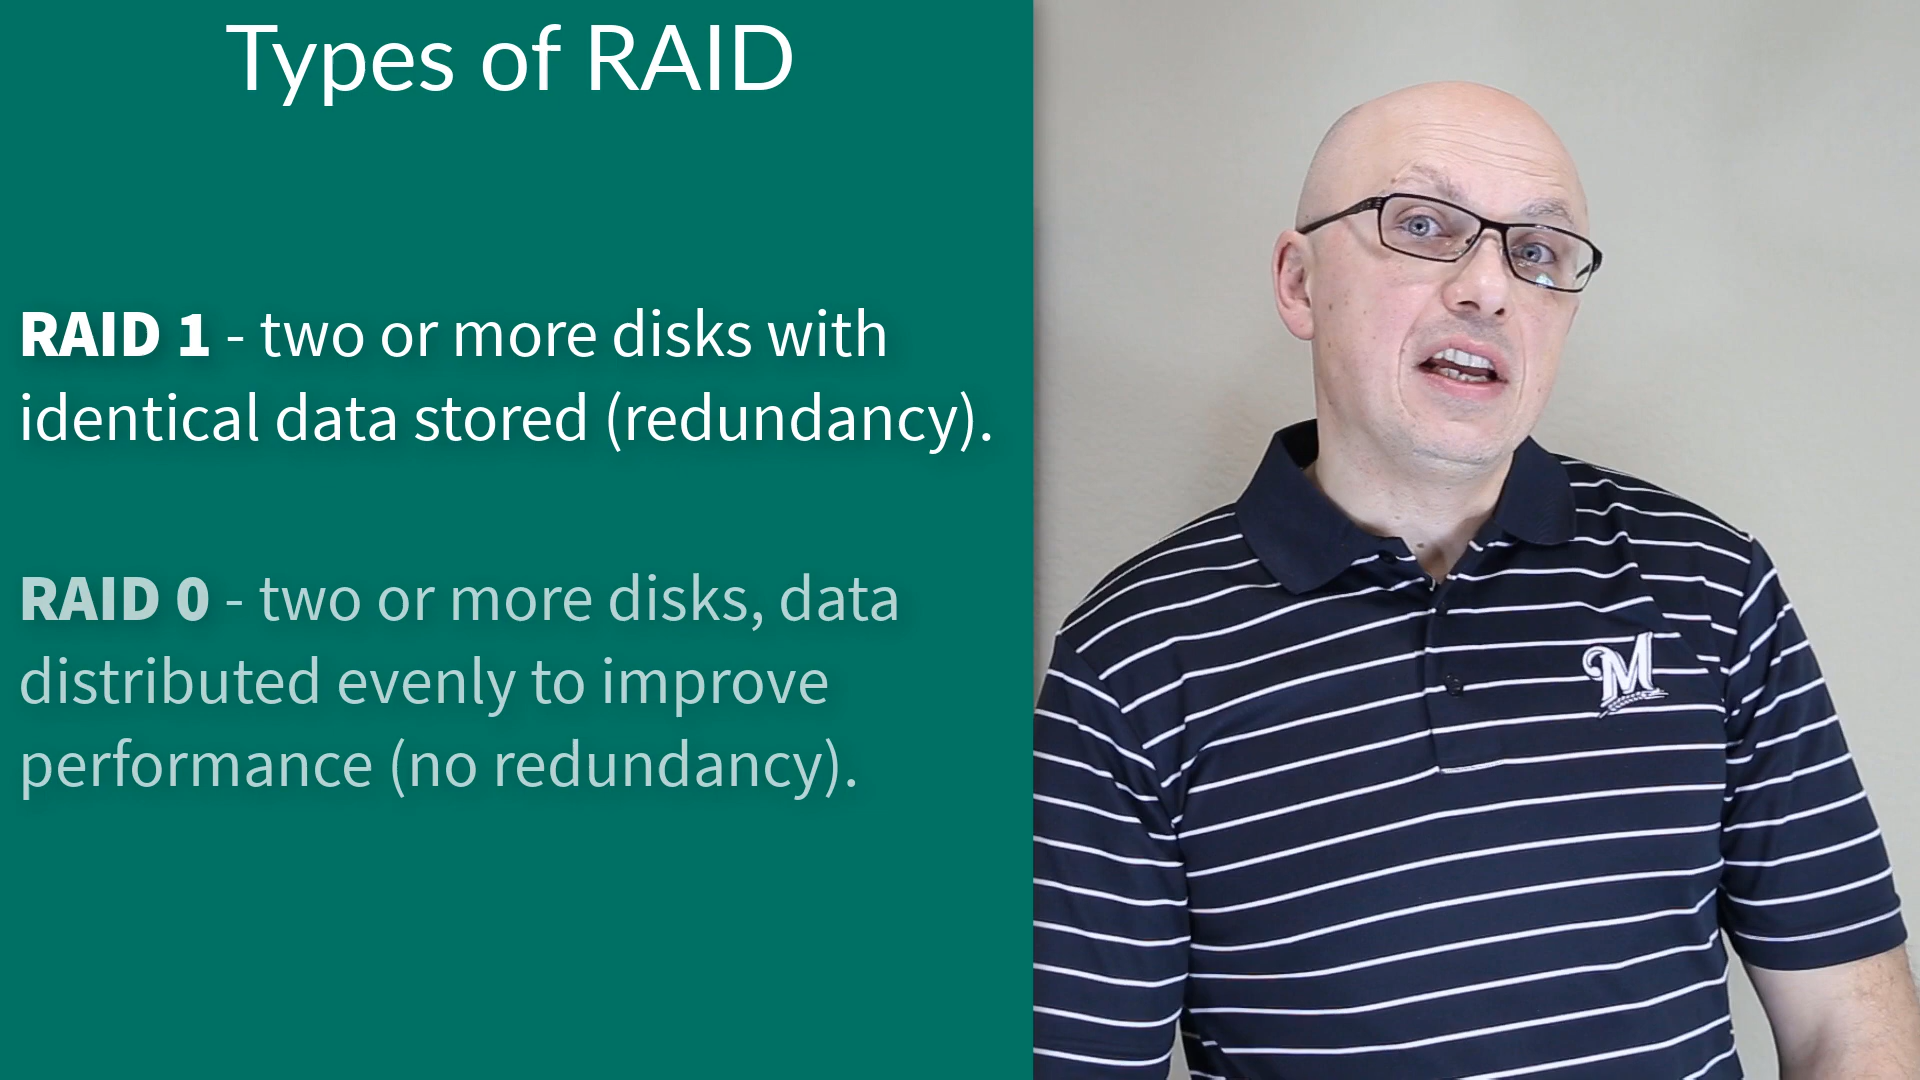 Types of RAID
RAID 1 - two or more disks with
identical data stored (redundancy).
RAID 0 - two or more disks, data
distributed evenly to improve
performance (no redundancy).
M